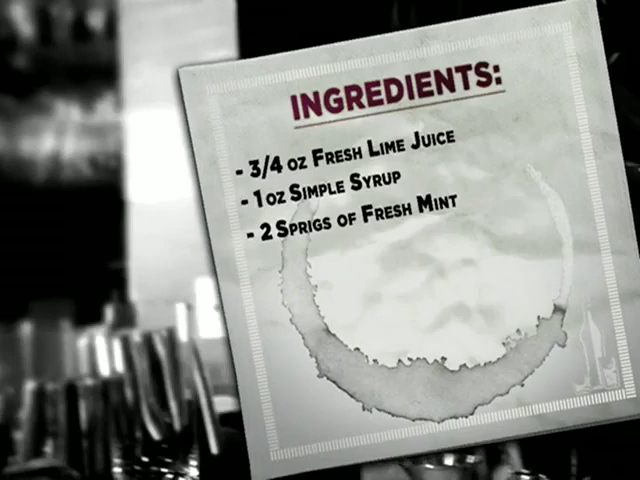 INGREDIENTS:
- 3/4 oz Fresh Lime Juice
- 1 oz Simple Syrup
- 2 Sprigs of Fresh Mint